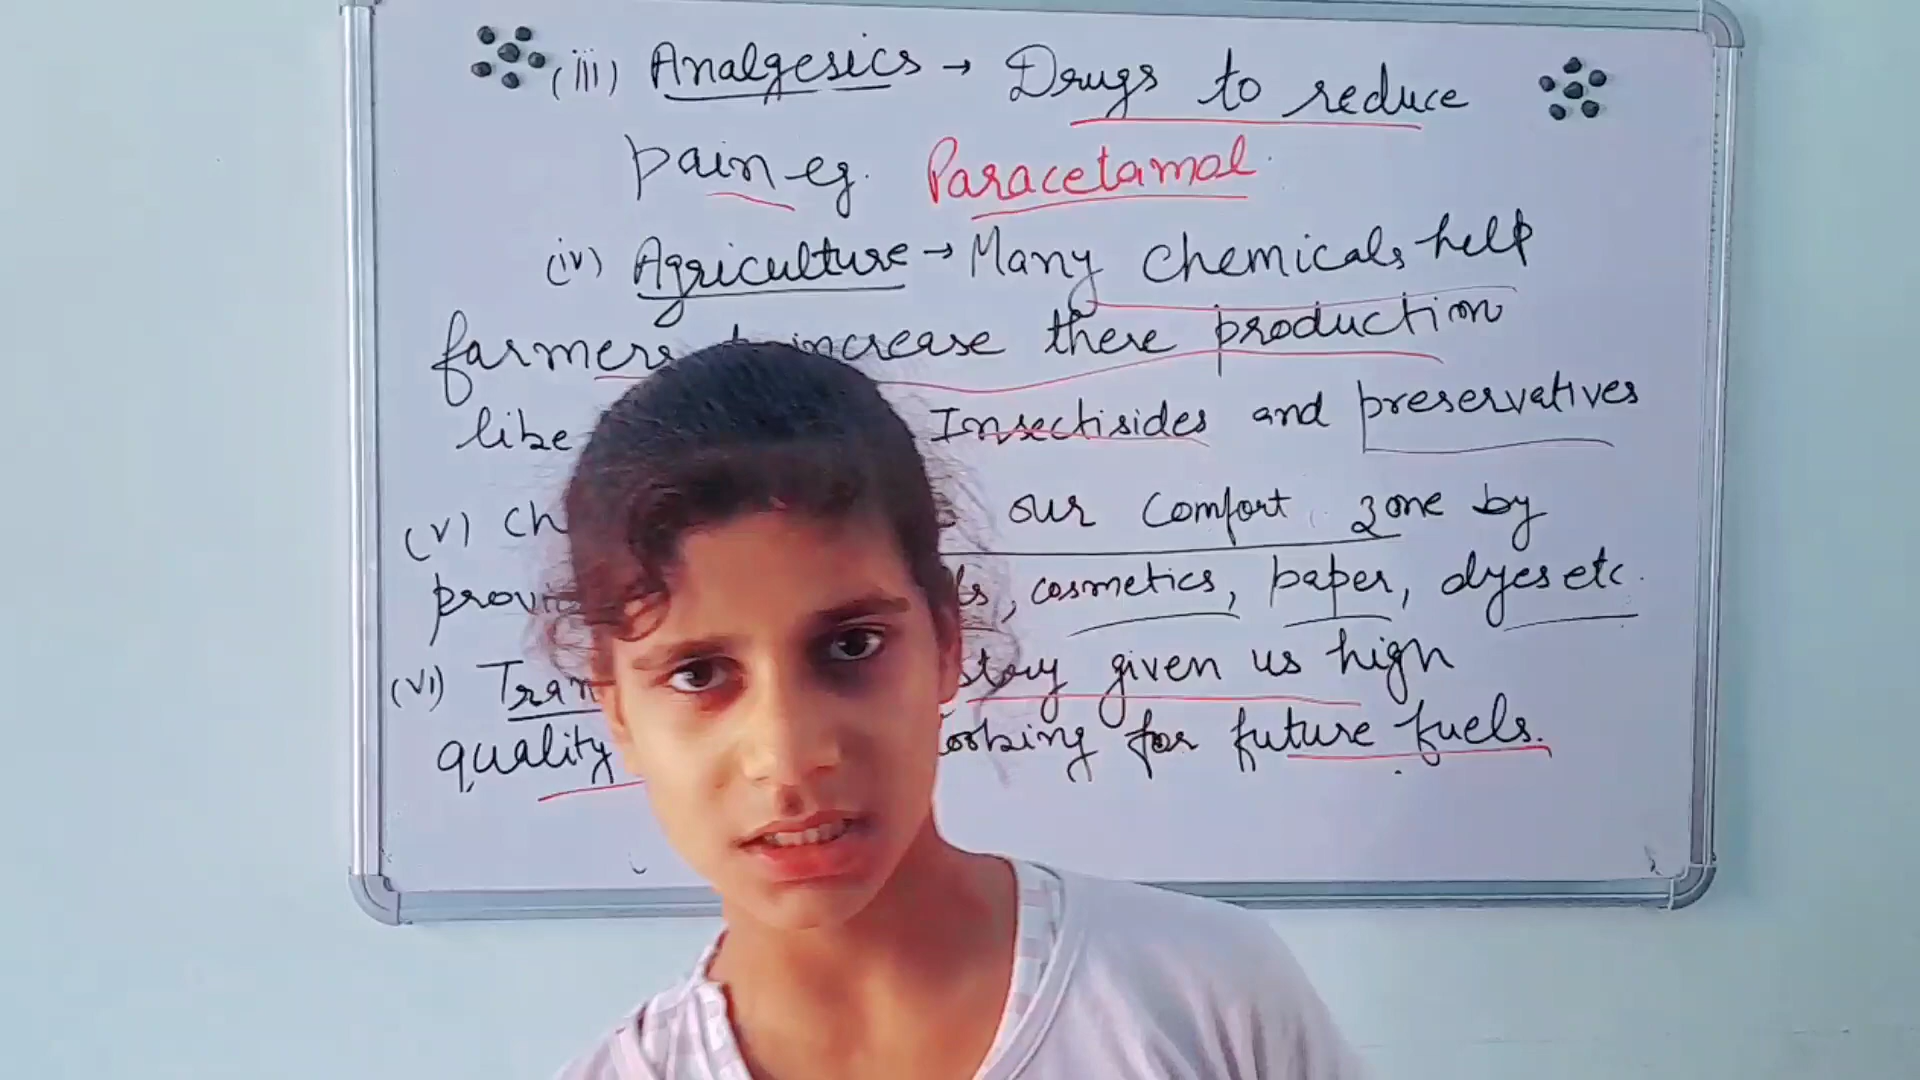 (iii) Analgesics → Drugs to reduce
pain eg. Paracetamol
(iv) Agriculture → Many chemicals help
farmers increase there production
like Insectisides and preservatives
(V) our comfort zone by
cosmetics, paper, dyes etc.
(VI) given us high
quality for future fuels.